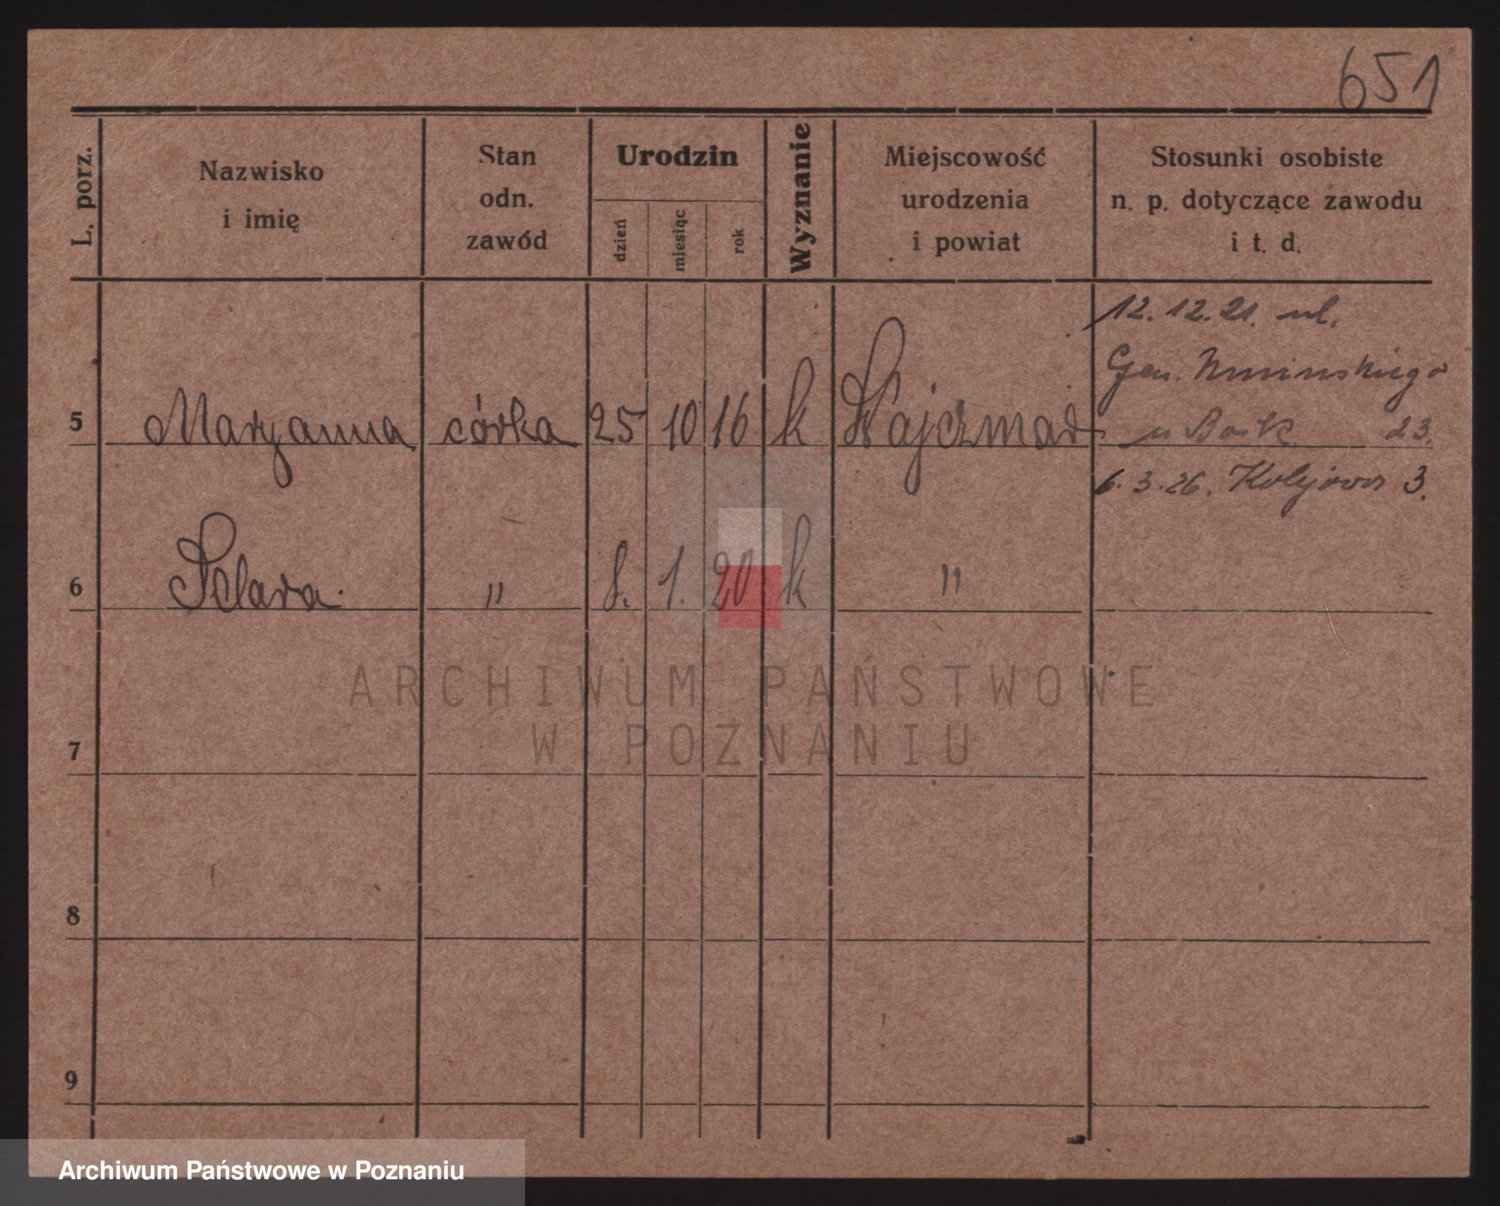 651
L. porz.
Nazwisko
i imię
Stan
odn.
zawód
Urodzin
dzień
miesiąc
rok
Wyznanie
Miejscowość
urodzenia
i powiat
Stosunki osobiste
n. p. dotyczące zawodu
i t. d.
12. 12. 21. ul.
Gen.
23.
5 Maryanna córka 25 10 16 k
6. 3. 26. 3.
6 " 8. 1. 20 k "
ARCHIWUM PAŃSTWOWE
W POZNANIU
7
8
9
Archiwum Państwowe w Poznaniu